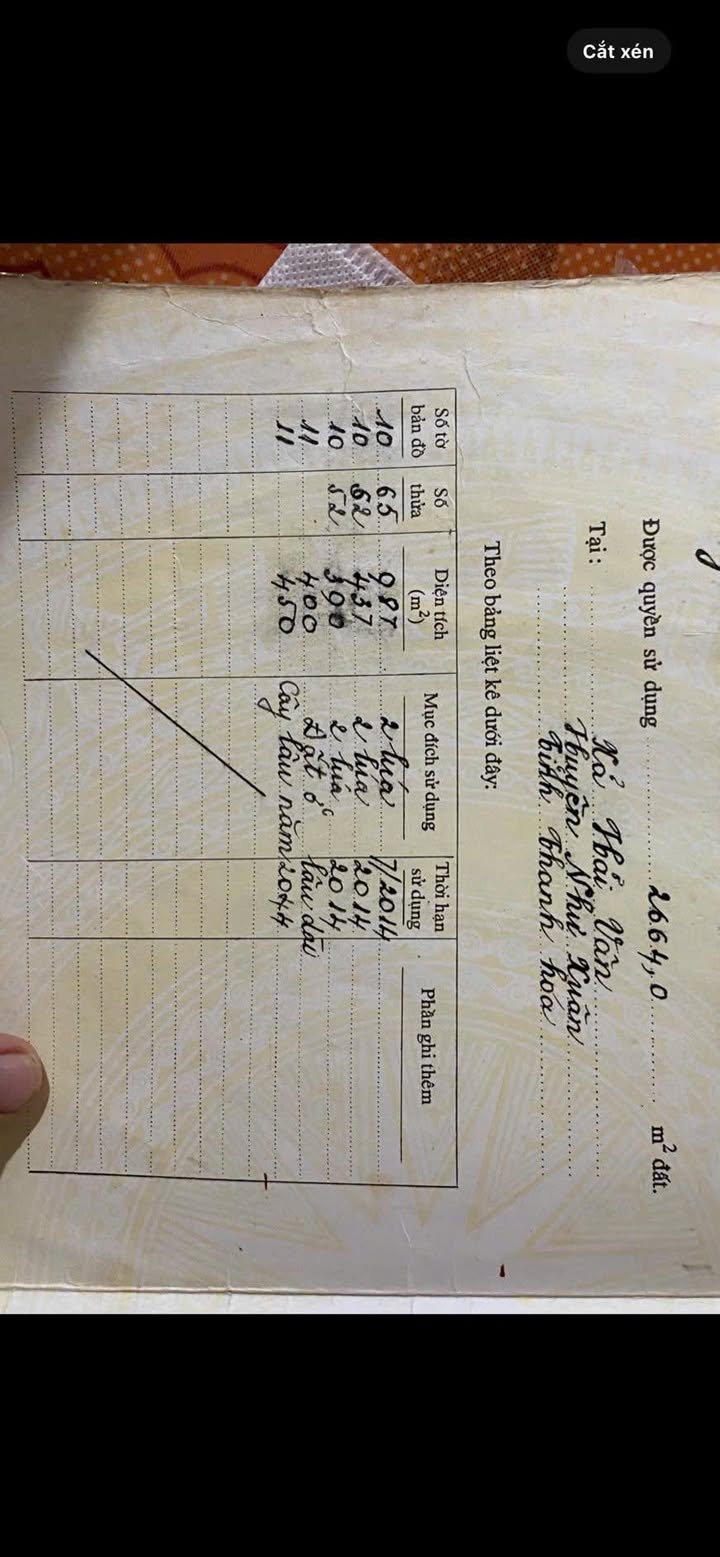 Cắt xén
Được quyền sử dụng 2664,0 m² đất.
Tại: Xã Thải Vân
Huyện Như Xuân
Tỉnh Thanh hóa
Theo bảng liệt kê dưới đây:
Số tờ bản đồ Số thửa Diện tích (m²) Mục đích sử dụng Thời hạn sử dụng Phần ghi thêm
10 65 987 2 lúa 7/2014
10 62 437 2 lúa 2014
10 52 390 2 lúa 2014
11 400 Đất ở lâu dài
11 450 Cây lâu năm 2044